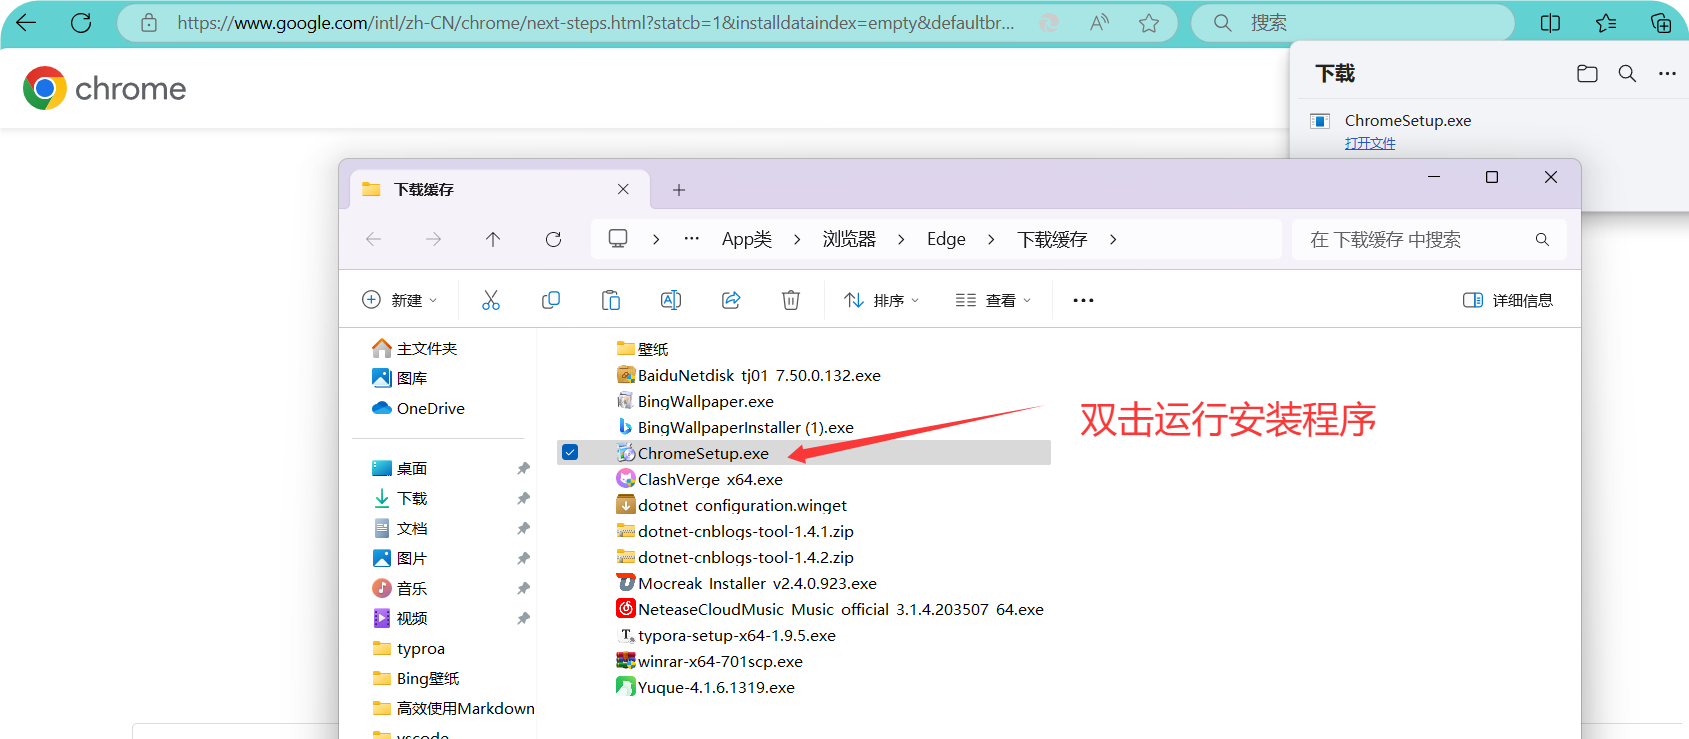 https://www.google.com/intl/zh-CN/chrome/next-steps.html?statcb=1&installdataindex=empty&defaultbr...
搜索
chrome
下载
ChromeSetup.exe
打开文件
下载缓存
App类
浏览器
Edge
下载缓存
在 下载缓存 中搜索
新建
排序
查看
详细信息
主文件夹
图库
OneDrive
桌面
下载
文档
图片
音乐
视频
typroa
Bing壁纸
高效使用Markdown
vscode
壁纸
BaiduNetdisk_tj01_7.50.0.132.exe
BingWallpaper.exe
BingWallpaperInstaller (1).exe
ChromeSetup.exe
ClashVerge_x64.exe
dotnet_configuration.winget
dotnet-cnblogs-tool-1.4.1.zip
dotnet-cnblogs-tool-1.4.2.zip
Mocreak_Installer_v2.4.0.923.exe
NeteaseCloudMusic_Music_official_3.1.4.203507_64.exe
typora-setup-x64-1.9.5.exe
winrar-x64-701scp.exe
Yuque-4.1.6.1319.exe
双击运行安装程序